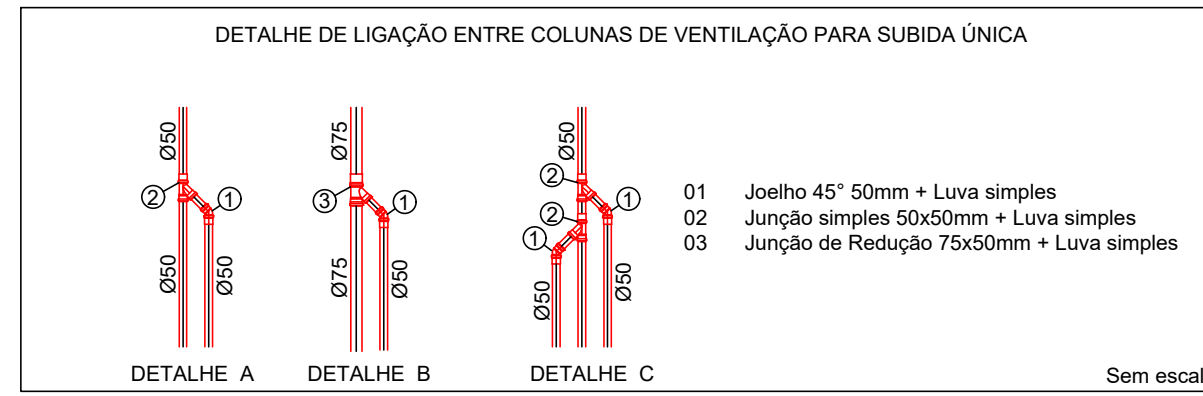 DETALHE DE LIGAÇÃO ENTRE COLUNAS DE VENTILAÇÃO PARA SUBIDA ÚNICA
Ø50
2
1
Ø50
Ø50
DETALHE A
Ø75
3
1
Ø75
Ø50
DETALHE B
Ø50
2
1
2
1
Ø50
Ø50
DETALHE C
01 Joelho 45° 50mm + Luva simples
02 Junção simples 50x50mm + Luva simples
03 Junção de Redução 75x50mm + Luva simples
Sem escal